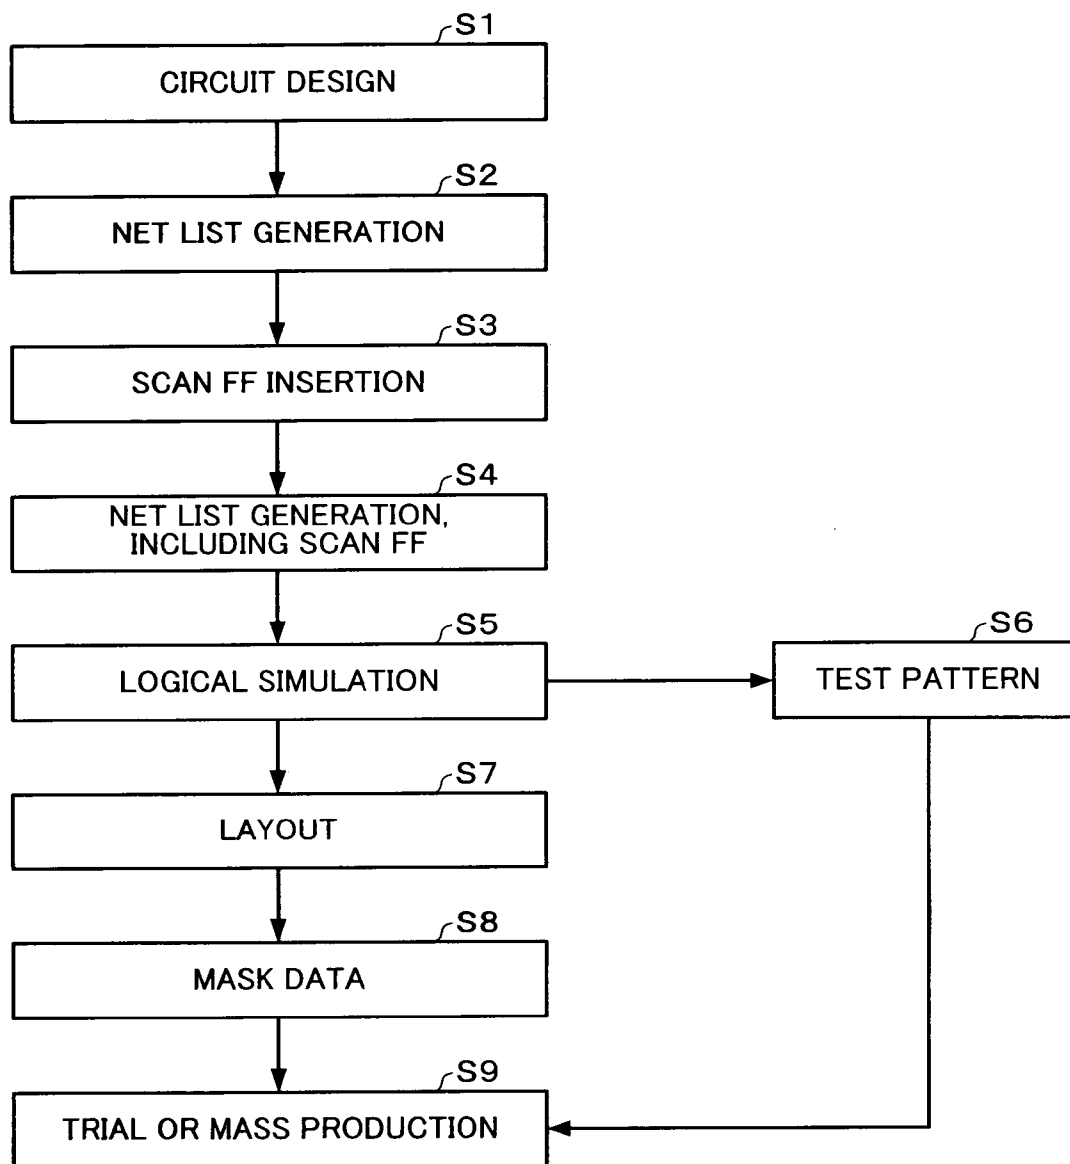 S1
CIRCUIT DESIGN
S2
NET LIST GENERATION
S3
SCAN FF INSERTION
S4
NET LIST GENERATION,
INCLUDING SCAN FF
S5
LOGICAL SIMULATION
S6
TEST PATTERN
S7
LAYOUT
S8
MASK DATA
S9
TRIAL OR MASS PRODUCTION